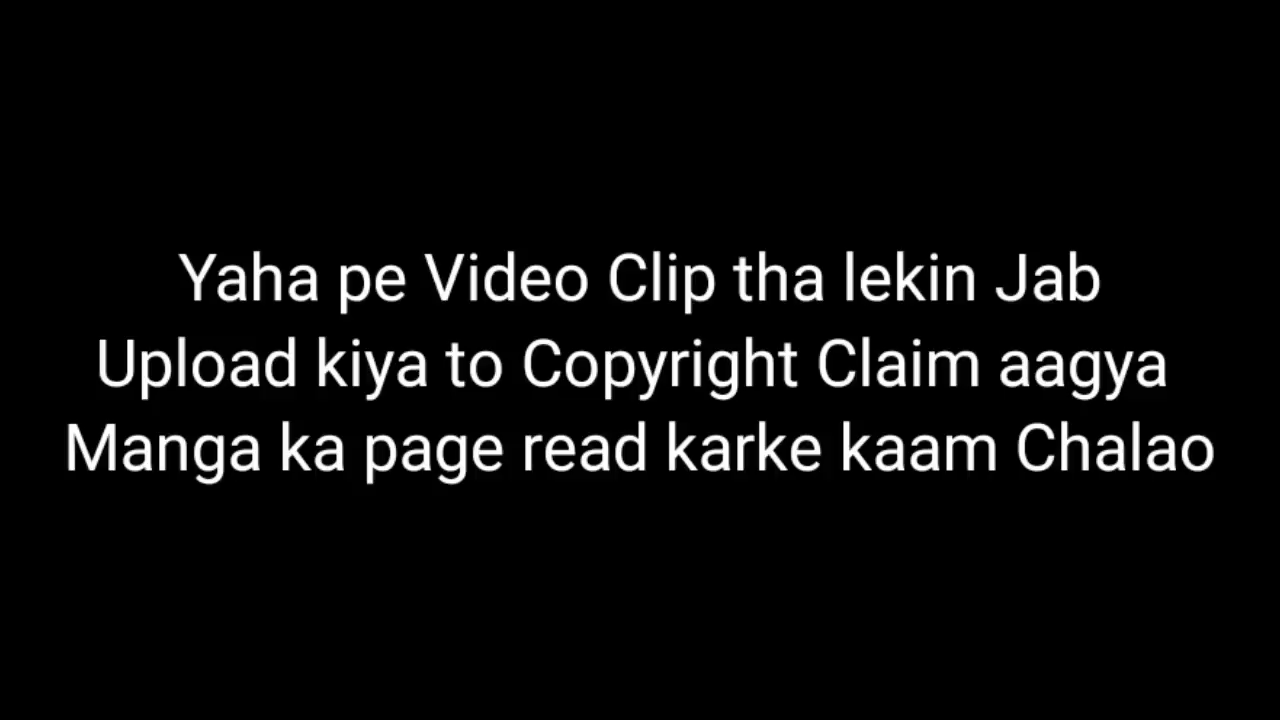 Yaha pe Video Clip tha lekin Jab
Upload kiya to Copyright Claim aagya
Manga ka page read karke kaam Chalao